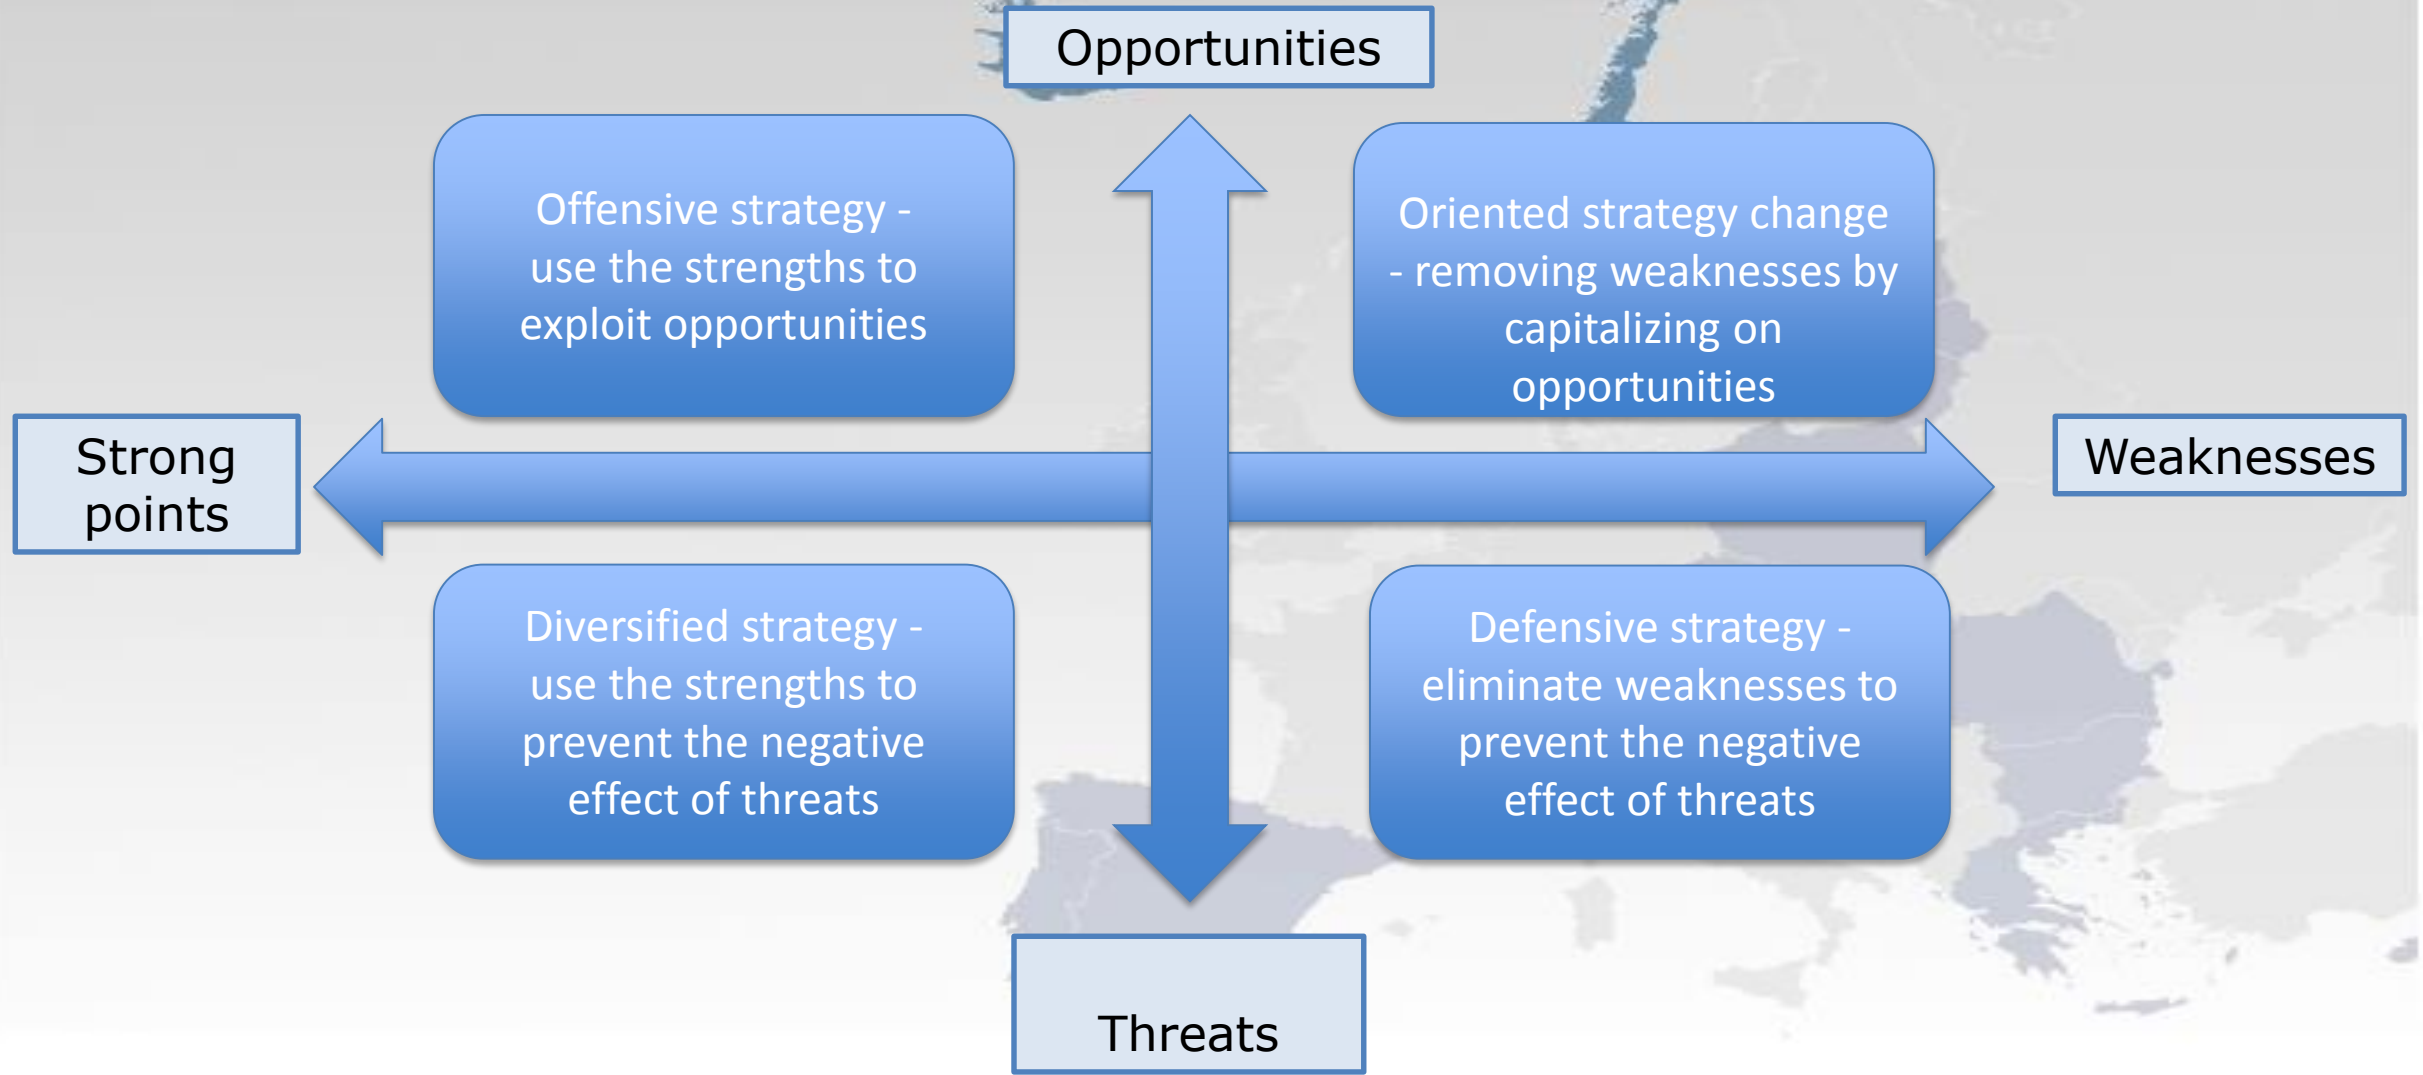 Opportunities
Offensive strategy -
use the strengths to
exploit opportunities
Oriented strategy change
- removing weaknesses by
capitalizing on
opportunities
Strong
points
Weaknesses
Diversified strategy -
use the strengths to
prevent the negative
effect of threats
Defensive strategy -
eliminate weaknesses to
prevent the negative
effect of threats
Threats